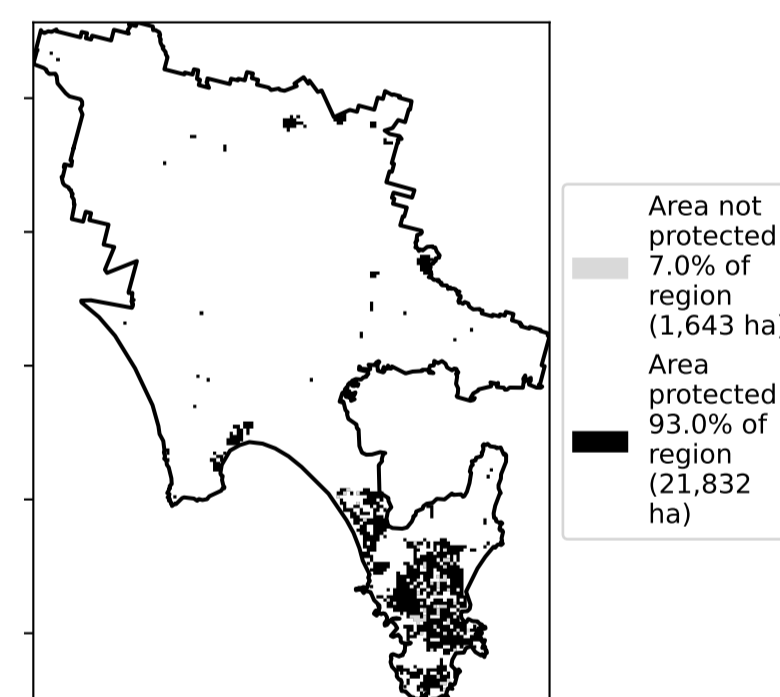 Area not
protected
7.0% of
region
(1,643 ha)
Area
protected
93.0% of
region
(21,832
ha)